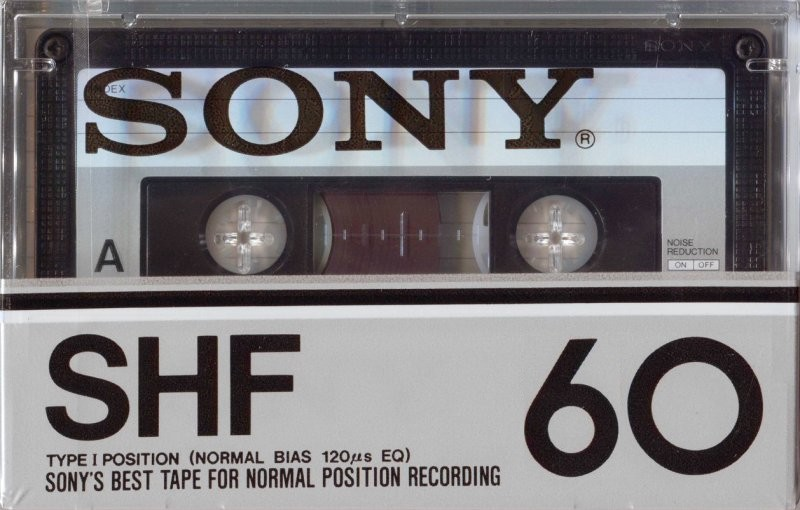 SONY
INDEX
SONY®
A
NOISE
REDUCTION
ON OFF
SHF 60
TYPE I POSITION (NORMAL BIAS 120μs EQ)
SONY'S BEST TAPE FOR NORMAL POSITION RECORDING